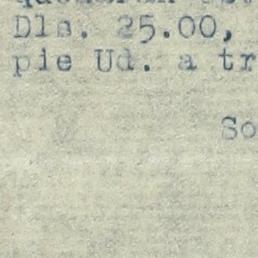 Dls. 25.00,
pie Ud. a tr
So